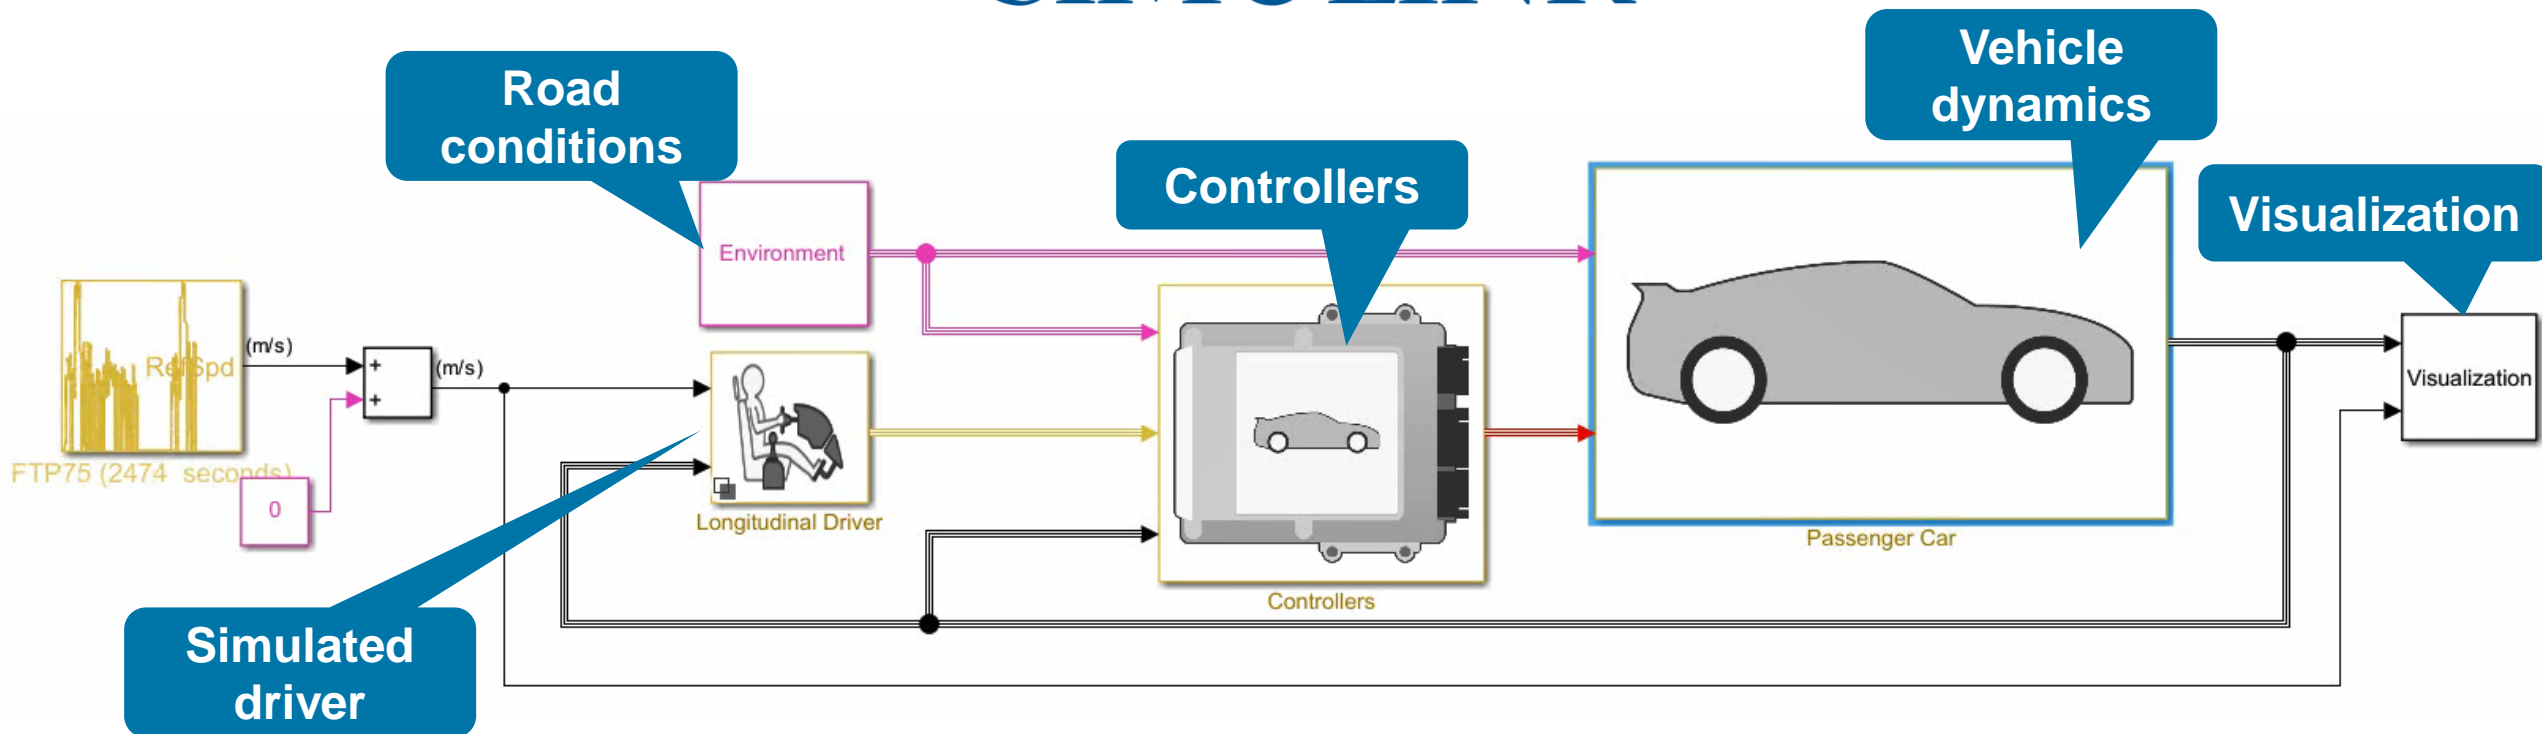 SIMULINK
Road
conditions
Vehicle
dynamics
Controllers
Visualization
Environment
RefSpd
(m/s)
+
+
(m/s)
FTP75 (2474 seconds)
0
Longitudinal Driver
Controllers
Passenger Car
Visualization
Simulated
driver